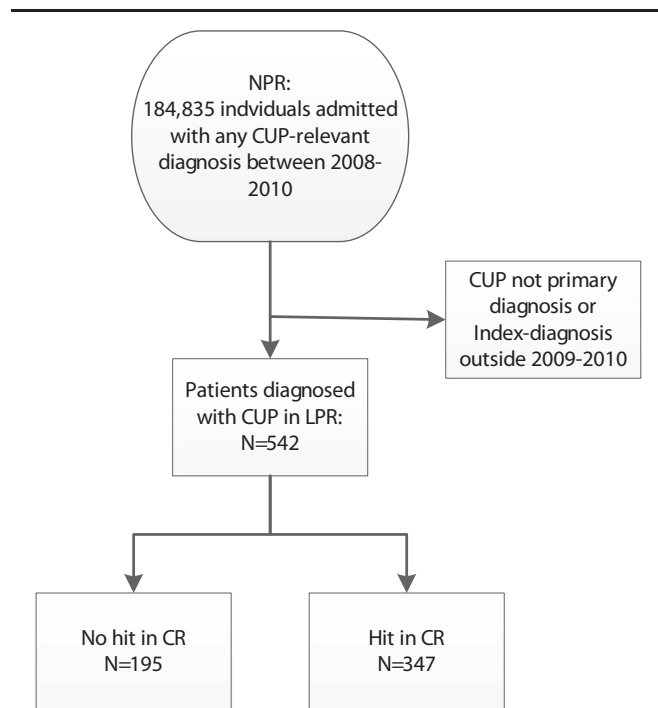 NPR:
184,835 indviduals admitted
with any CUP-relevant
diagnosis between 2008-
2010
CUP not primary
diagnosis or
Index-diagnosis
outside 2009-2010
Patients diagnosed
with CUP in LPR:
N=542
No hit in CR
N=195
Hit in CR
N=347